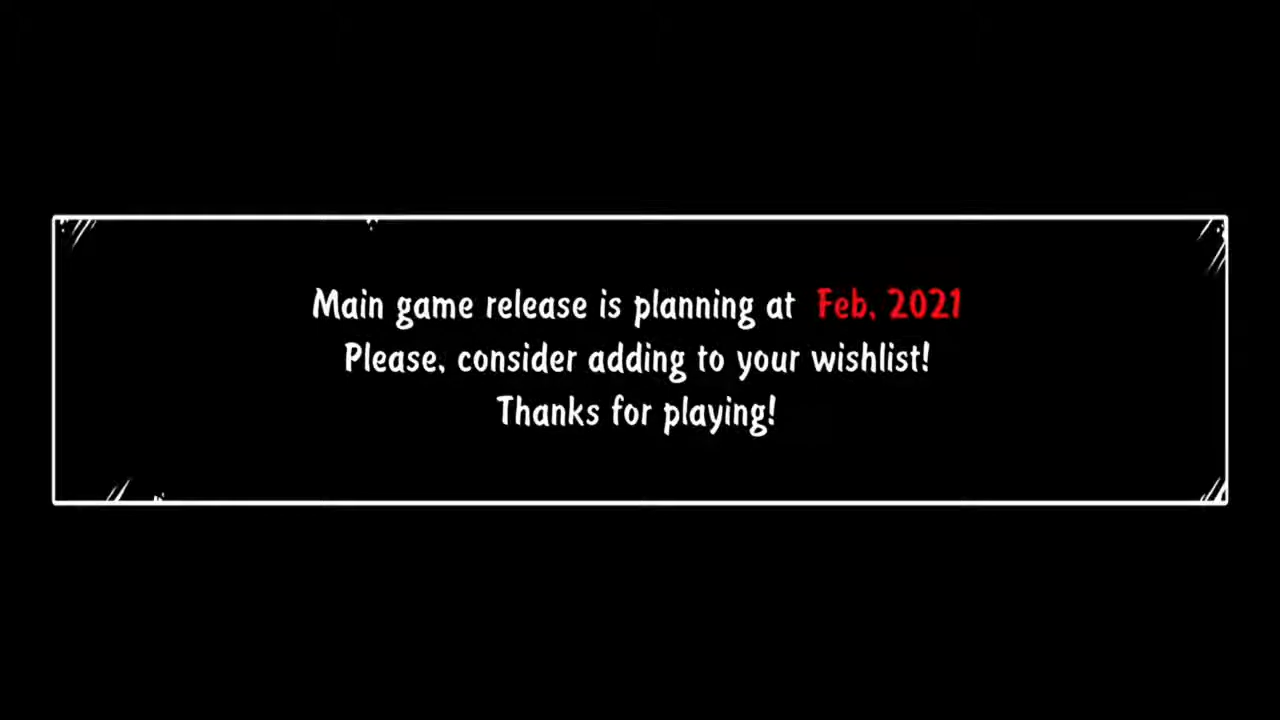 Main game release is planning at Feb. 2021
Please, consider adding to your wishlist!
Thanks for playing!